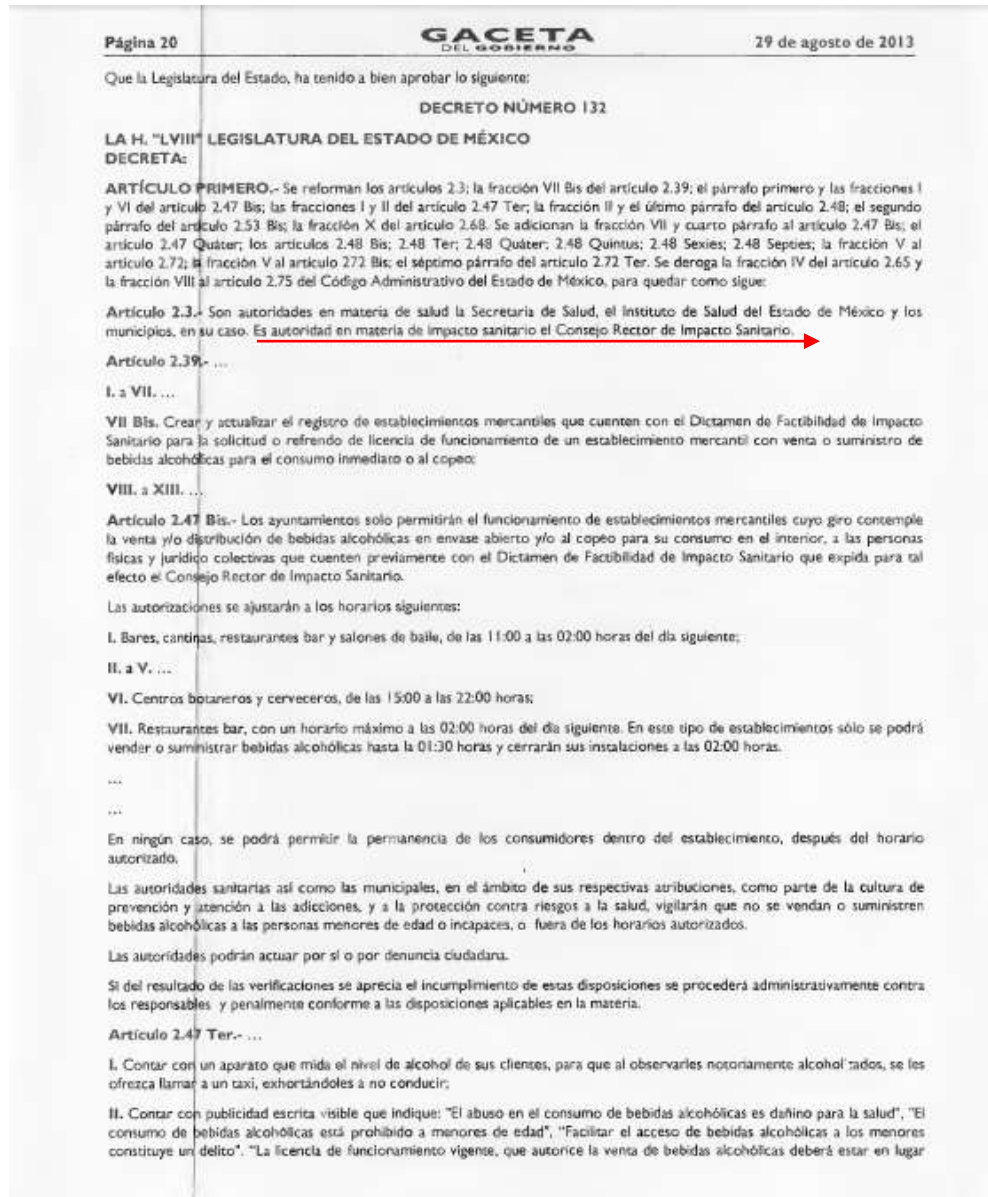 Página 20
GACETA
DEL GOBIERNO
29 de agosto de 2013
Que la Legislatura del Estado, ha tenido a bien aprobar lo siguiente:
DECRETO NÚMERO 132
LA H. "LVIII" LEGISLATURA DEL ESTADO DE MÉXICO
DECRETA:
ARTÍCULO PRIMERO.- Se reforman los artículos 2.3; la fracción VII Bis del artículo 2.39; el párrafo primero y las fracciones I
y VI del artículo 2.47 Bis; las fracciones I y II del artículo 2.47 Ter; la fracción II y el último párrafo del artículo 2.48; el segundo
párrafo del artículo 2.53 Bis; la fracción X del artículo 2.68. Se adicionan la fracción VII y cuarto párrafo al artículo 2.47 Bis; el
artículo 2.47 Quáter; los artículos 2.48 Bis; 2.48 Ter; 2.48 Quáter; 2.48 Quintus; 2.48 Sexies; 2.48 Septies; la fracción V al
artículo 2.72; la fracción V al artículo 272 Bis; el séptimo párrafo del artículo 2.72 Ter. Se deroga la fracción IV del artículo 2.65 y
la fracción VIII al artículo 2.75 del Código Administrativo del Estado de México, para quedar como sigue:
Artículo 2.3.- Son autoridades en materia de salud la Secretaría de Salud, el Instituto de Salud del Estado de México y los
municipios, en su caso. Es autoridad en materia de impacto sanitario el Consejo Rector de Impacto Sanitario.
Artículo 2.39.- ...
I. a VII. ...
VII Bis. Crear y actualizar el registro de establecimientos mercantiles que cuenten con el Dictamen de Factibilidad de Impacto
Sanitario para la solicitud o refrendo de licencia de funcionamiento de un establecimiento mercantil con venta o suministro de
bebidas alcohólicas para el consumo inmediato o al copeo;
VIII. a XIII. ...
Artículo 2.47 Bis.- Los ayuntamientos solo permitirán el funcionamiento de establecimientos mercantiles cuyo giro contemple
la venta y/o distribución de bebidas alcohólicas en envase abierto y/o al copeo para su consumo en el interior, a las personas
físicas y jurídico colectivas que cuenten previamente con el Dictamen de Factibilidad de Impacto Sanitario que expida para tal
efecto el Consejo Rector de Impacto Sanitario.
Las autorizaciones se ajustarán a los horarios siguientes:
I. Bares, cantinas, restaurantes bar y salones de baile, de las 11:00 a las 02:00 horas del día siguiente;
II. a V. ...
VI. Centros botaneros y cerveceros, de las 15:00 a las 22:00 horas;
VII. Restaurantes bar, con un horario máximo a las 02:00 horas del día siguiente. En este tipo de establecimientos sólo se podrá
vender o suministrar bebidas alcohólicas hasta la 01:30 horas y cerrarán sus instalaciones a las 02:00 horas.
...
...
En ningún caso, se podrá permitir la permanencia de los consumidores dentro del establecimiento, después del horario
autorizado.
Las autoridades sanitarias así como las municipales, en el ámbito de sus respectivas atribuciones, como parte de la cultura de
prevención y atención a las adicciones, y a la protección contra riesgos a la salud, vigilarán que no se vendan o suministren
bebidas alcohólicas a las personas menores de edad o incapaces, o fuera de los horarios autorizados.
Las autoridades podrán actuar por sí o por denuncia ciudadana.
Si del resultado de las verificaciones se aprecia el incumplimiento de estas disposiciones se procederá administrativamente contra
los responsables y penalmente conforme a las disposiciones aplicables en la materia.
Artículo 2.47 Ter.- ...
I. Contar con un aparato que mida el nivel de alcohol de sus clientes, para que al observarles notoriamente alcoholizados, se les
ofrezca llamar a un taxi, exhortándoles a no conducir;
II. Contar con publicidad escrita visible que indique: "El abuso en el consumo de bebidas alcohólicas es dañino para la salud", "El
consumo de bebidas alcohólicas está prohibido a menores de edad", "Facilitar el acceso de bebidas alcohólicas a los menores
constituye un delito". "La licencia de funcionamiento vigente, que autorice la venta de bebidas alcohólicas deberá estar en lugar